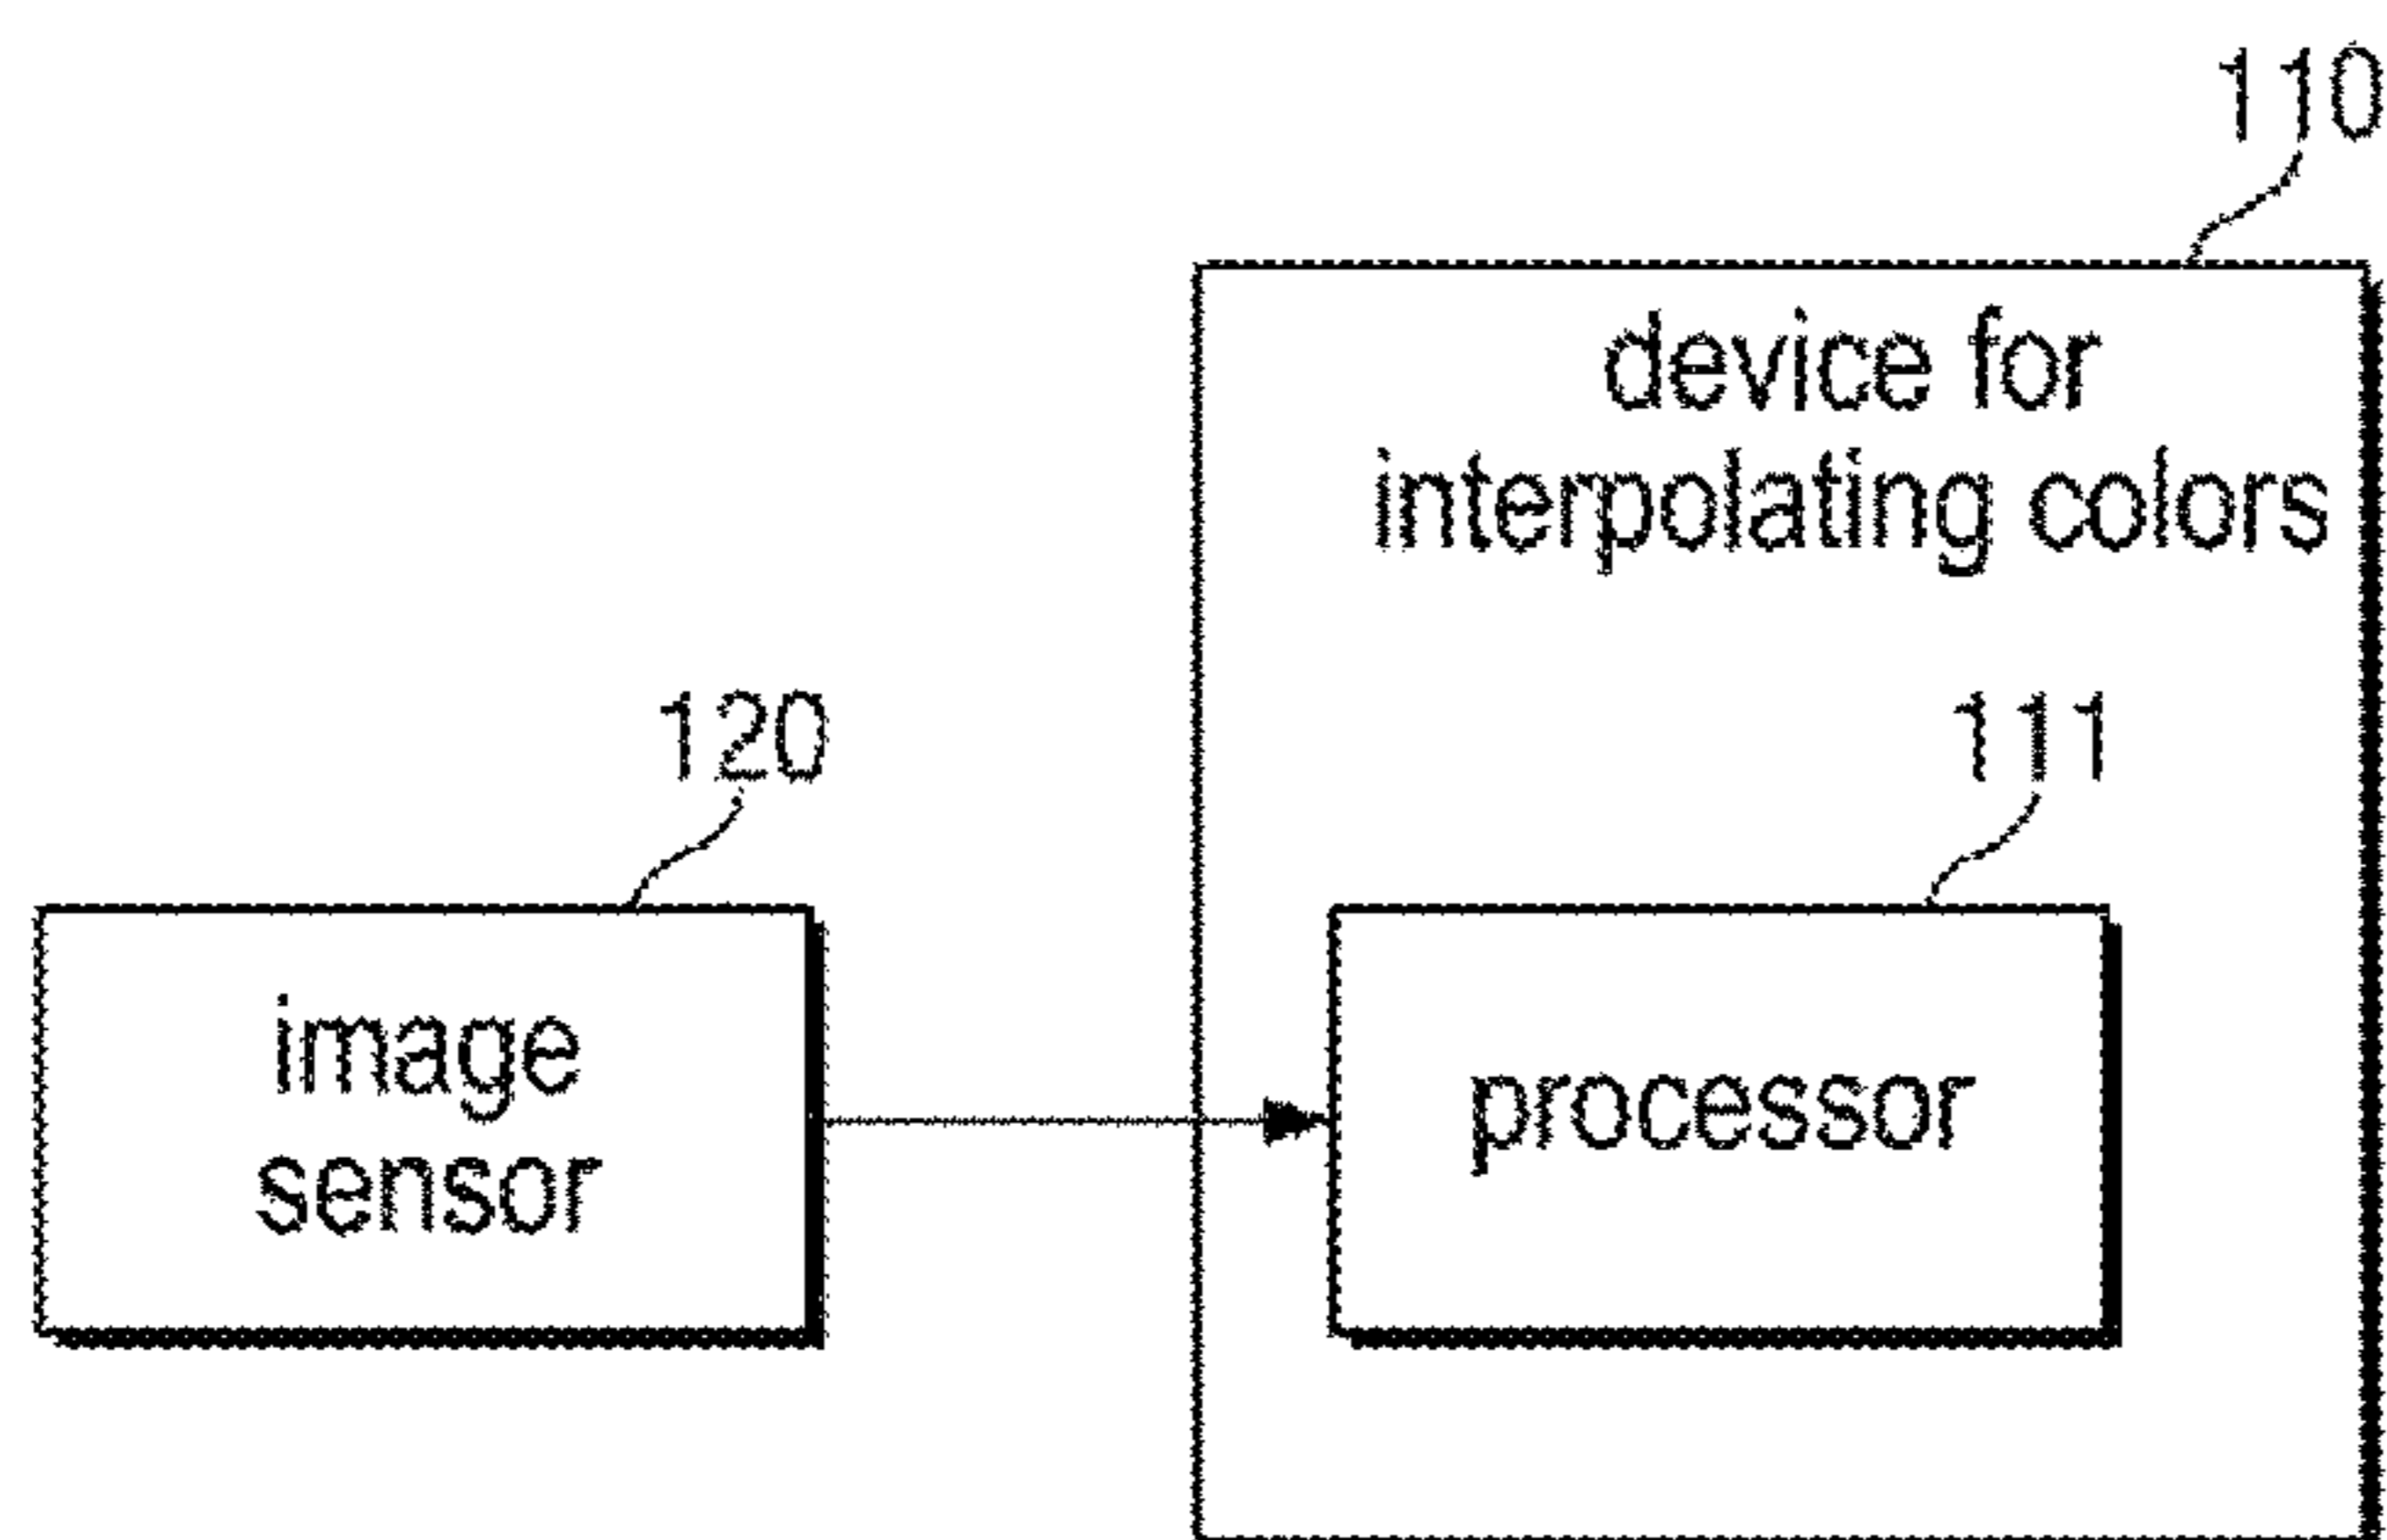 110
device for
interpolating colors
120
111
image
sensor
processor